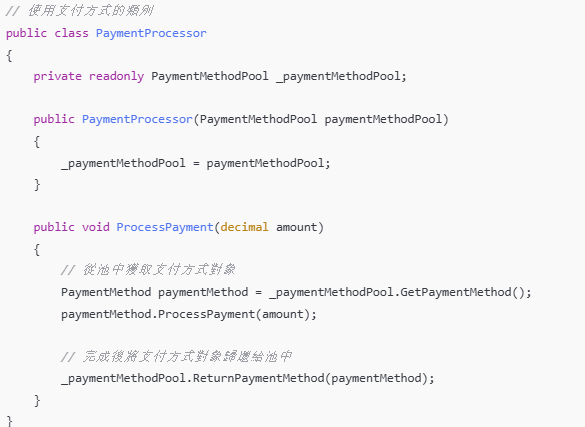 // 使用支付方式的類別
public class PaymentProcessor
{
    private readonly PaymentMethodPool _paymentMethodPool;

    public PaymentProcessor(PaymentMethodPool paymentMethodPool)
    {
        _paymentMethodPool = paymentMethodPool;
    }

    public void ProcessPayment(decimal amount)
    {
        // 從池中獲取支付方式對象
        PaymentMethod paymentMethod = _paymentMethodPool.GetPaymentMethod();
        paymentMethod.ProcessPayment(amount);

        // 完成後將支付方式對象歸還給池中
        _paymentMethodPool.ReturnPaymentMethod(paymentMethod);
    }
}